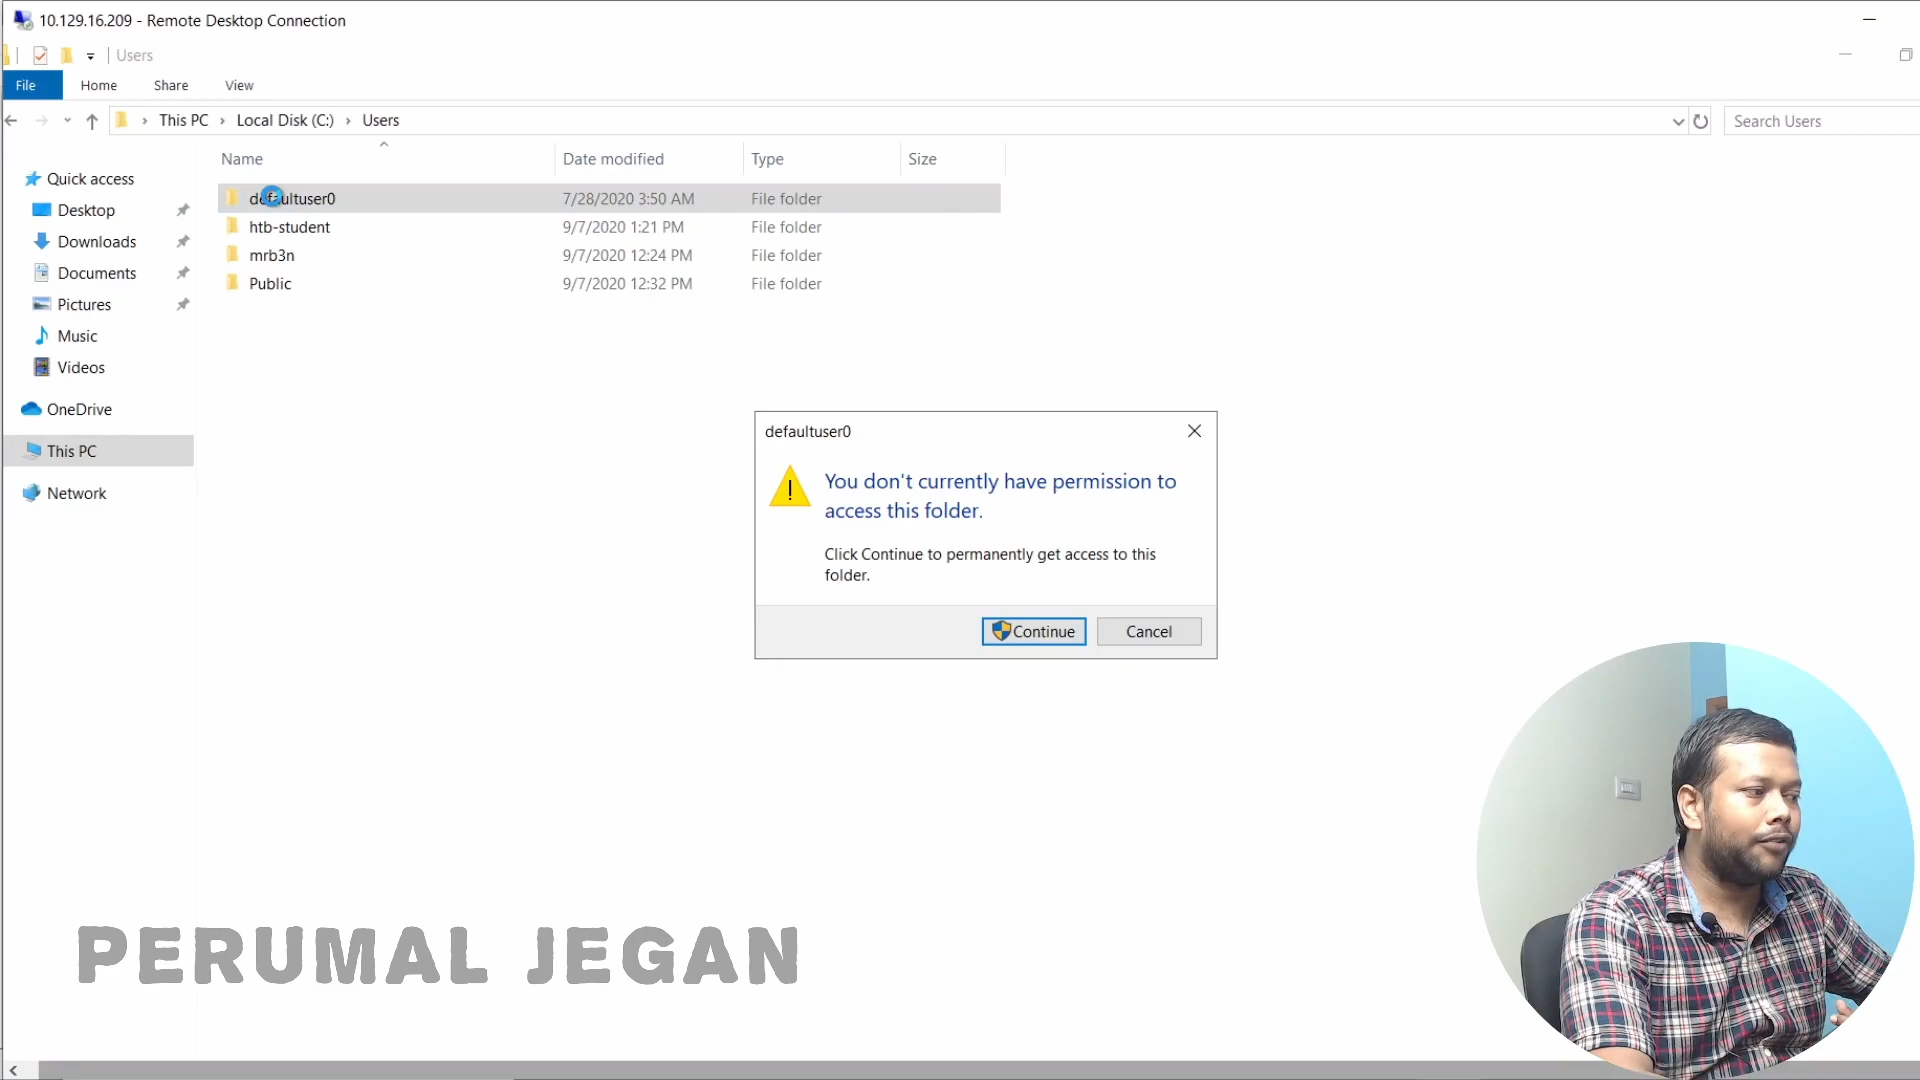 10.129.16.209 - Remote Desktop Connection
Users
File Home Share View
This PC Local Disk (C:) Users
Search Users
Name Date modified Type Size
Quick access
Desktop
Downloads
Documents
Pictures
Music
Videos
OneDrive
This PC
Network
defaultuser0 7/28/2020 3:50 AM File folder
htb-student 9/7/2020 1:21 PM File folder
mrb3n 9/7/2020 12:24 PM File folder
Public 9/7/2020 12:32 PM File folder
defaultuser0
You don't currently have permission to
access this folder.
Click Continue to permanently get access to this
folder.
Continue Cancel
PERUMAL JEGAN